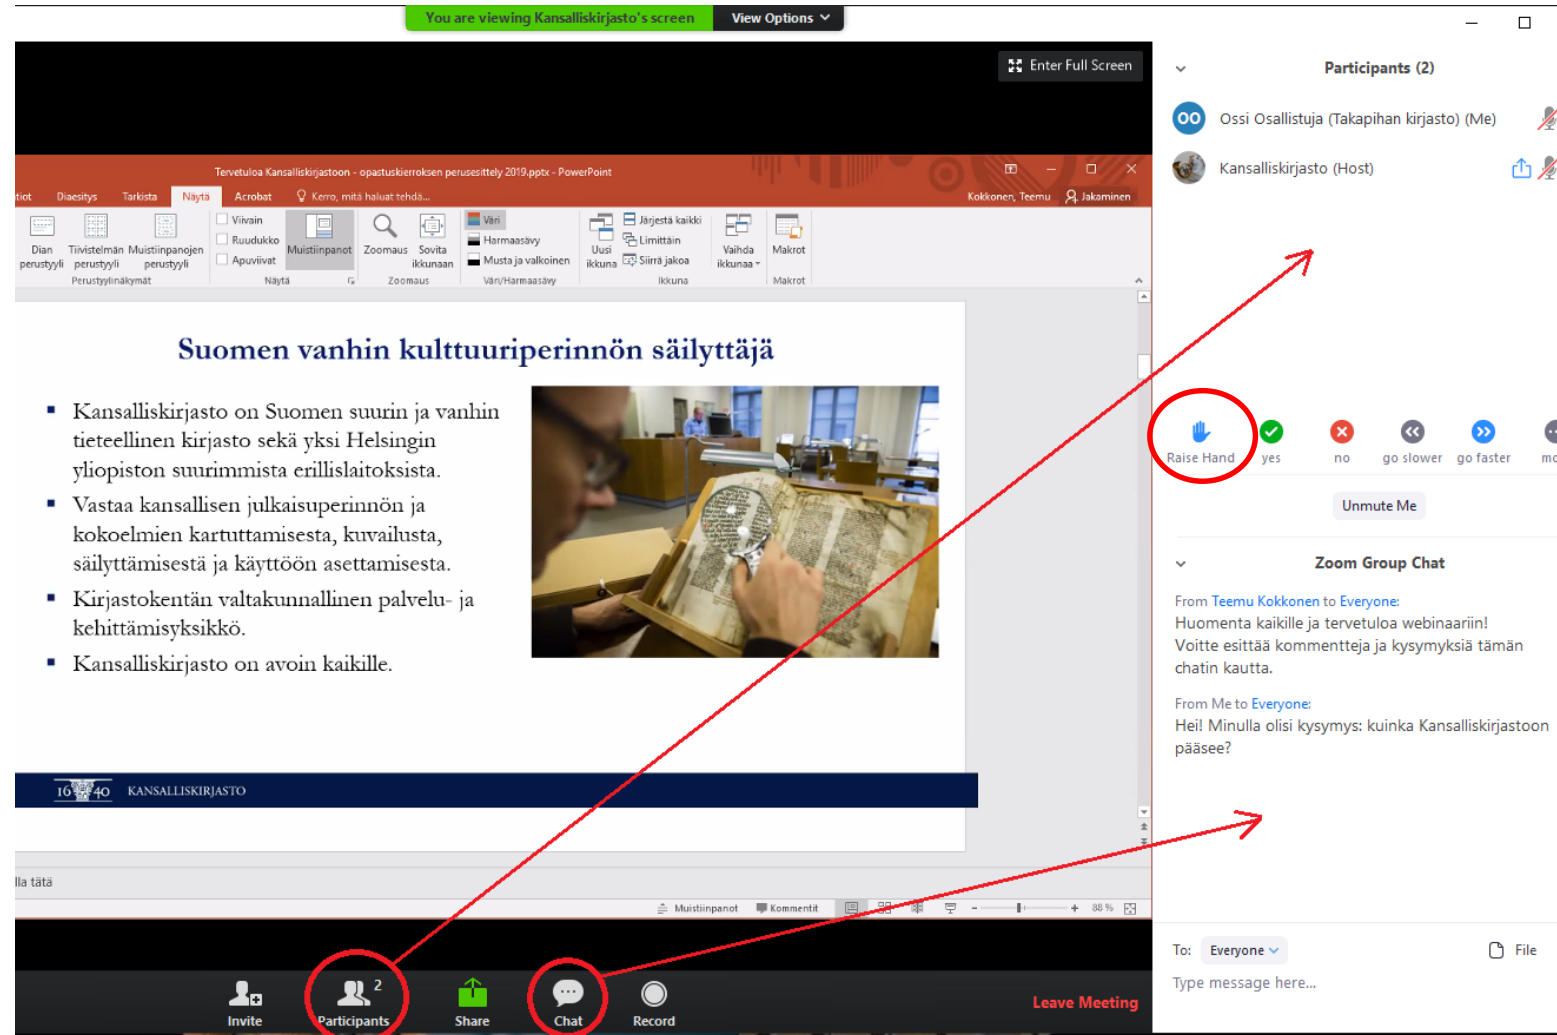 You are viewing Kansalliskirjasto's screen
View Options
Enter Full Screen
Tervetuloa Kansalliskirjastoon - opastuskierroksen perusesittely 2019.pptx - PowerPoint
tiot Diaesitys Tarkista Näytä Acrobat Kerro, mitä haluat tehdä...
Kokkonen, Teemu Jakaminen
Dian perustyyli
Tiivistelmän perustyyli
Muistiinpanojen perustyyli
Perustyylinäkymät
Viivain
Ruudukko
Apuviivat
Muistiinpanot
Näytä
Zoomaus
Sovita ikkunaan
Zoomaus
Väri
Harmaasävy
Musta ja valkoinen
Väri/Harmaasävy
Uusi ikkuna
Järjestä kaikki
Limittäin
Siirrä jakoa
Vaihda ikkunaa
Ikkuna
Makrot
Makrot
Suomen vanhin kulttuuriperinnön säilyttäjä
Kansalliskirjasto on Suomen suurin ja vanhin
tieteellinen kirjasto sekä yksi Helsingin
yliopiston suurimmista erillislaitoksista.
Vastaa kansallisen julkaisuperinnön ja
kokoelmien kartuttamisesta, kuvailusta,
säilyttämisestä ja käyttöön asettamisesta.
Kirjastokentän valtakunnallinen palvelu- ja
kehittämisyksikkö.
Kansalliskirjasto on avoin kaikille.
16 40 KANSALLISKIRJASTO
lla tätä
Muistiinpanot Kommentit 88 %
Invite
Participants 2
Share
Chat
Record
Leave Meeting
Participants (2)
OO Ossi Osallistuja (Takapihan kirjasto) (Me)
Kansalliskirjasto (Host)
Raise Hand yes no go slower go faster mo
Unmute Me
Zoom Group Chat
From Teemu Kokkonen to Everyone:
Huomenta kaikille ja tervetuloa webinaariin!
Voitte esittää kommentteja ja kysymyksiä tämän
chatin kautta.
From Me to Everyone:
Hei! Minulla olisi kysymys: kuinka Kansalliskirjastoon
pääsee?
To: Everyone File
Type message here...